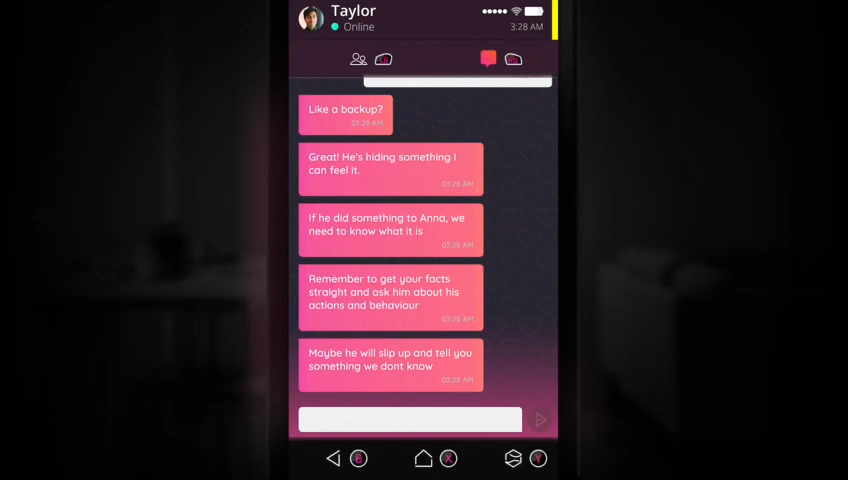 Taylor
Online
3:28 AM
Like a backup?
03:28 AM
Great! He's hiding something I
can feel it.
03:28 AM
If he did something to Anna, we
need to know what it is
03:28 AM
Remember to get your facts
straight and ask him about his
actions and behaviour
03:28 AM
Maybe he will slip up and tell you
something we dont know
03:28 AM
B
X
Y